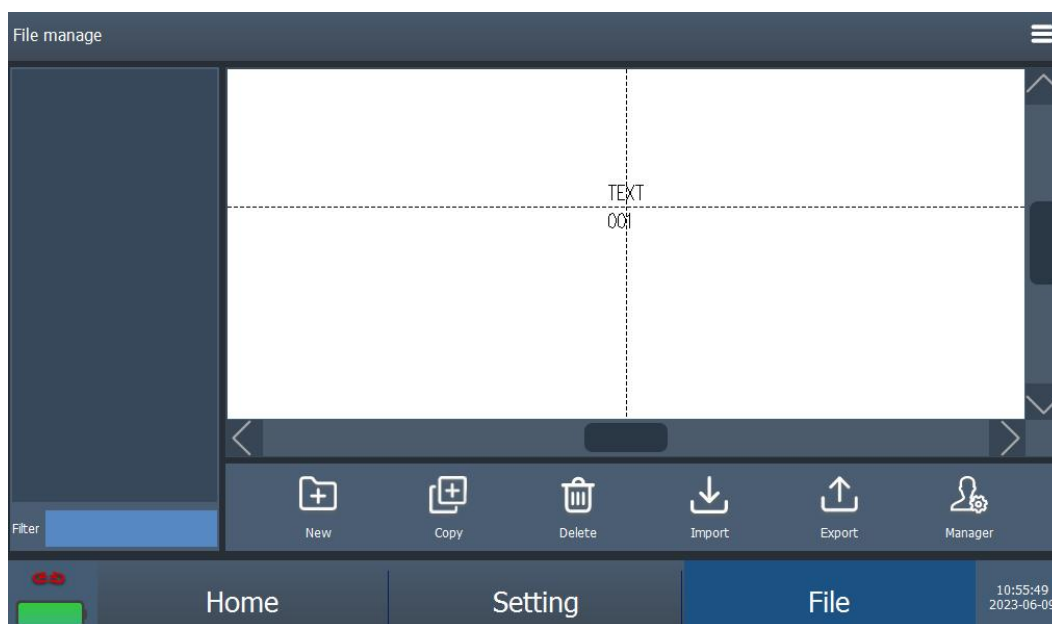 File manage
TEXT
001
Filter
New
Copy
Delete
Import
Export
Manager
Home
Setting
File
10:55:49
2023-06-09